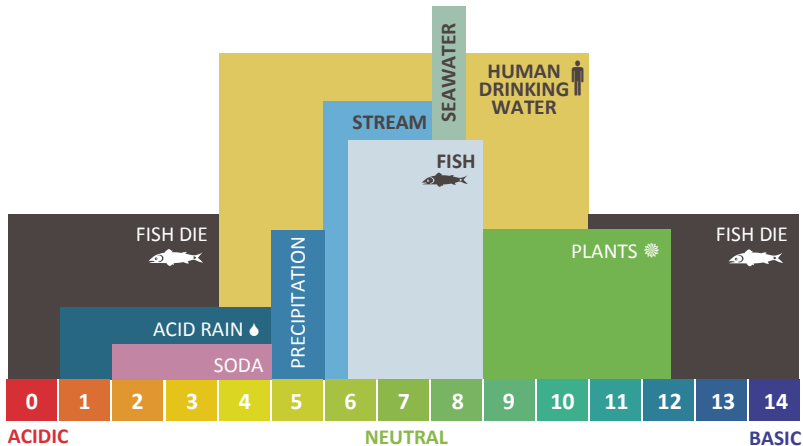 SEAWATER
HUMAN
DRINKING
WATER
STREAM
FISH
FISH DIE
PRECIPITATION
PLANTS
FISH DIE
ACID RAIN
SODA
0 1 2 3 4 5 6 7 8 9 10 11 12 13 14
ACIDIC NEUTRAL BASIC